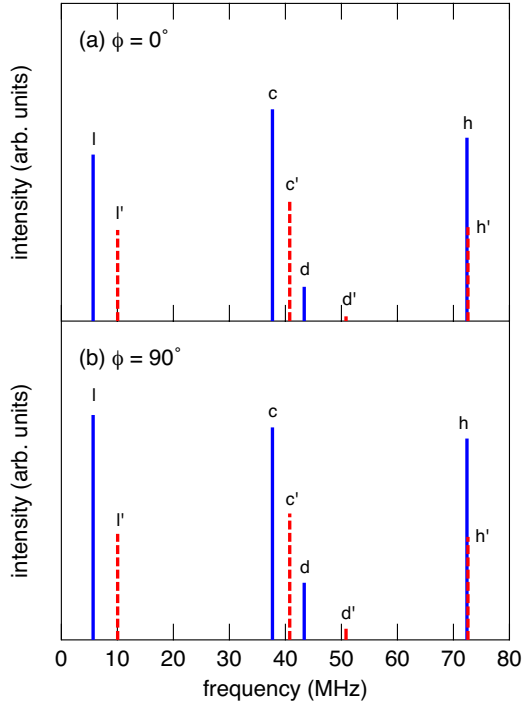 (a) ϕ = 0°
intensity (arb. units)
l
l'
c
c'
d
d'
h
h'
(b) ϕ = 90°
intensity (arb. units)
l
l'
c
c'
d
d'
h
h'
0 10 20 30 40 50 60 70 80
frequency (MHz)